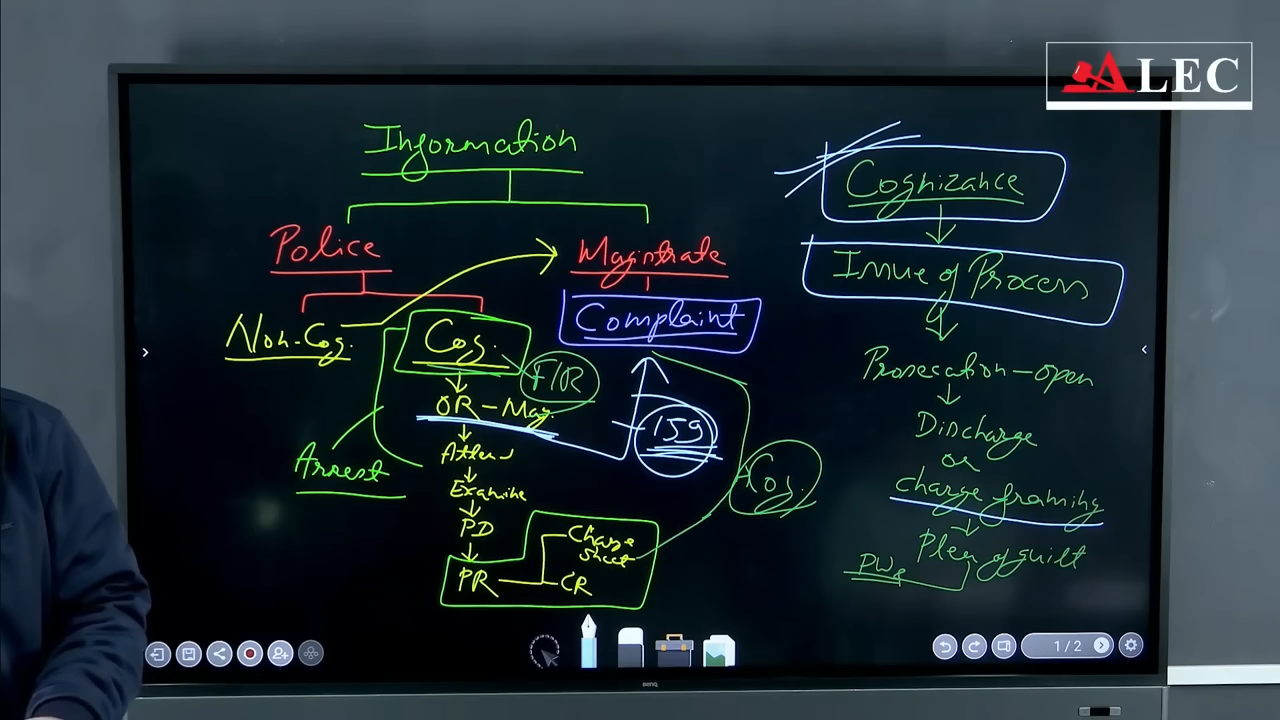 ALEC
Information
Police
Magistrate
Non-Cog.
Cog.
Complaint
FIR
OR - Mag.
159
Arrest
Examine
PD
PR
Charge
Sheet
CR
Cog.
Cognizance
Issue of Process
Prosecution-open
Discharge
or
charge framing
Plea of guilt
PWs
1 / 2
BENQ